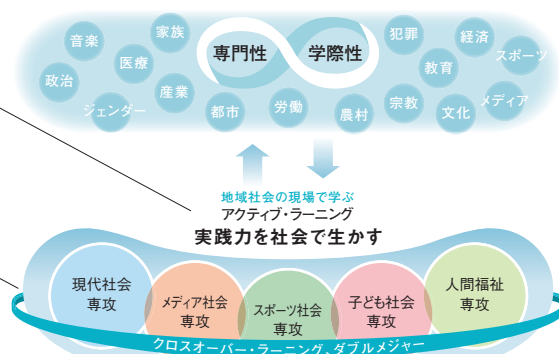 音楽
家族
犯罪
経済
スポーツ
医療
専門性
学際性
教育
政治
ジェンダー
産業
都市
労働
農村
宗教
文化
メディア
地域社会の現場で学ぶ
アクティブ・ラーニング
実践力を社会で生かす
現代社会
専攻
メディア社会
専攻
スポーツ社会
専攻
子ども社会
専攻
人間福祉
専攻
クロスオーバー・ラーニング、ダブルメジャー